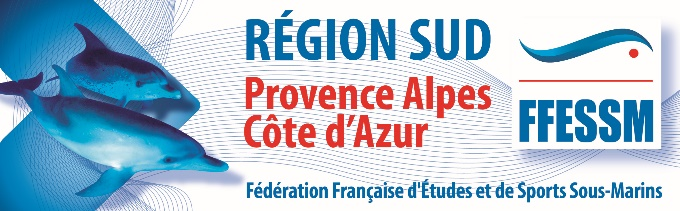 RÉGION SUD
Provence Alpes
Côte d'Azur
FFESSM
Fédération Française d'Études et de Sports Sous-Marins